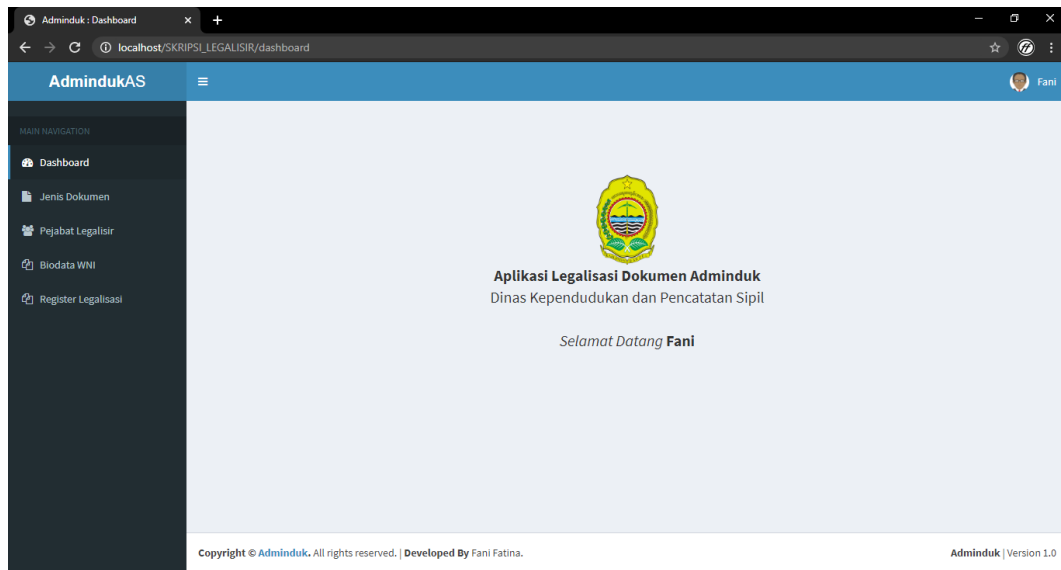 Adminduk : Dashboard
localhost/SKRIPSI_LEGALISIR/dashboard
AdmindukAS
Fani
MAIN NAVIGATION
Dashboard
Jenis Dokumen
Pejabat Legalisir
Biodata WNI
Register Legalisasi
Aplikasi Legalisasi Dokumen Adminduk
Dinas Kependudukan dan Pencatatan Sipil
Selamat Datang Fani
Copyright © Adminduk. All rights reserved. | Developed By Fani Fatina.
Adminduk | Version 1.0